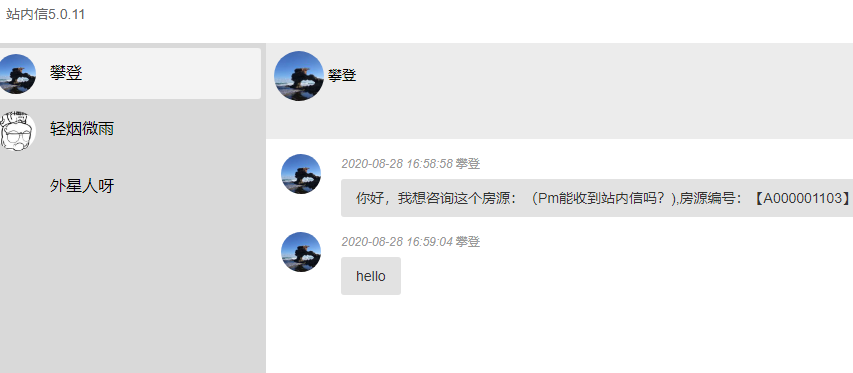 站内信5.0.11
攀登
轻烟微雨
外星人呀
攀登
2020-08-28 16:58:58 攀登
你好，我想咨询这个房源：（Pm能收到站内信吗？),房源编号：【A000001103】
2020-08-28 16:59:04 攀登
hello